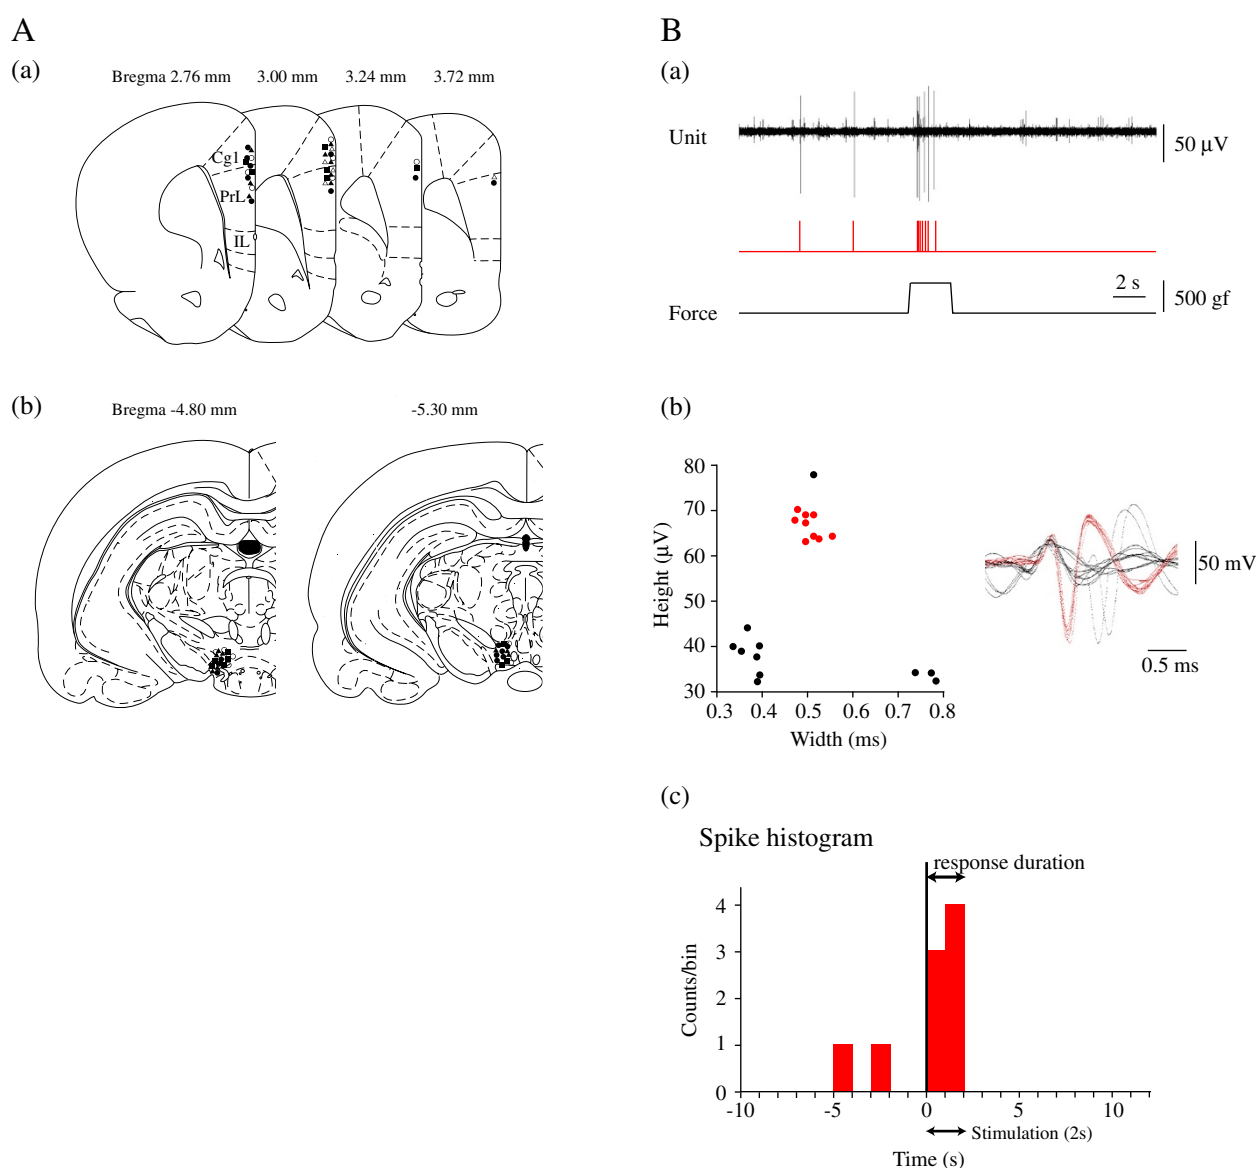 A
(a)
Bregma 2.76 mm
3.00 mm
3.24 mm
3.72 mm
Cg1
PrL
IL
(b)
Bregma -4.80 mm
-5.30 mm
B
(a)
Unit
50 µV
2 s
500 gf
Force
(b)
80
70
60
50
40
30
Height (µV)
0.3
0.4
0.5
0.6
0.7
0.8
Width (ms)
50 mV
0.5 ms
(c)
Spike histogram
response duration
4
3
2
1
0
Counts/bin
-10
-5
0
5
10
Stimulation (2s)
Time (s)